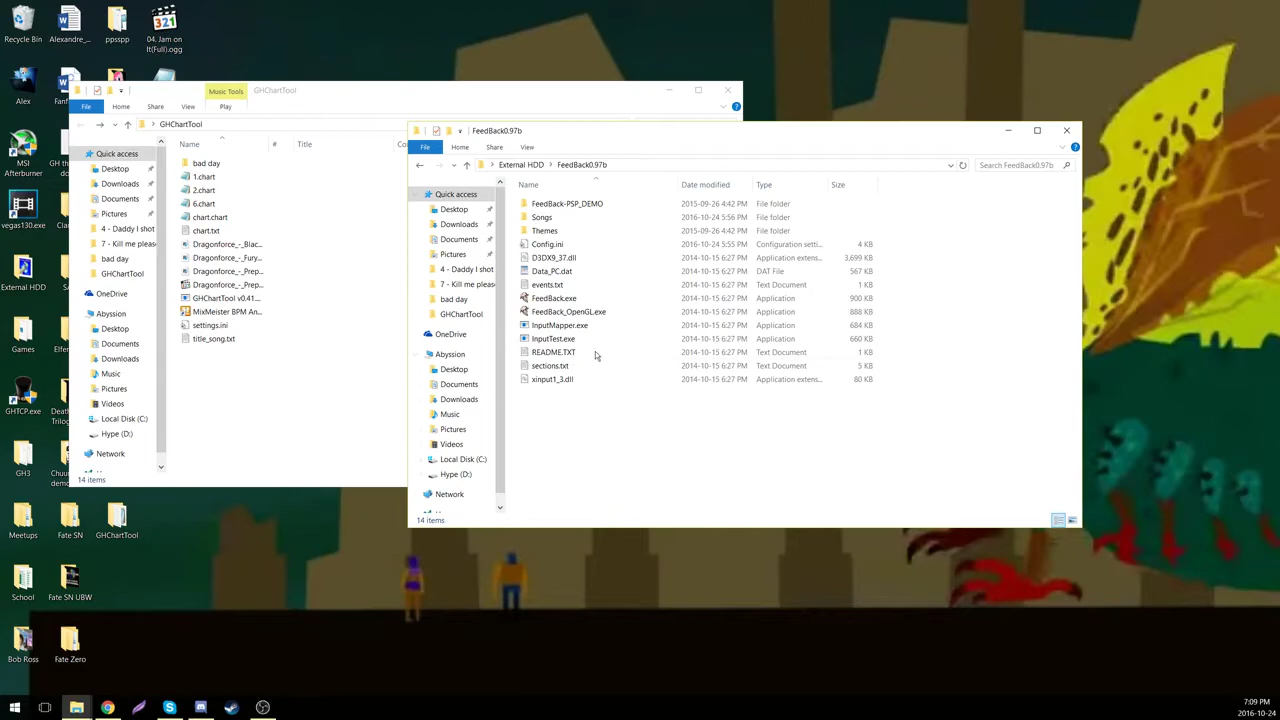 Recycle Bin
Alexandre_...
ppsspp
04. Jam on
It(Full).ogg
Alex
MSI
Afterburner
vegas130.exe
External HDD
Games
GHTCP.exe
GH3
Meetups
Fate SN
GHChartTool
School
Fate SN UBW
Bob Ross
Fate Zero
Music Tools
GHChartTool
File
Home
Share
View
Play
GHChartTool
Name
#
Title
Quick access
Desktop
Downloads
Documents
Pictures
4 - Daddy I shot
7 - Kill me pleas
bad day
GHChartTool
OneDrive
Abyssion
Desktop
Documents
Downloads
Music
Pictures
Videos
Local Disk (C:)
Hype (D:)
Network
bad day
1.chart
2.chart
6.chart
chart.chart
chart.txt
Dragonforce_-_Blac...
Dragonforce_-_Fury...
Dragonforce_-_Prep...
Dragonforce_-_Prep...
GHChartTool v0.41...
MixMeister BPM An...
settings.ini
title_song.txt
14 items
FeedBack0.97b
File
Home
Share
View
External HDD > FeedBack0.97b
Search FeedBack0.97b
Name Date modified Type Size
Quick access
Desktop
Downloads
Documents
Pictures
4 - Daddy I shot
7 - Kill me pleas
bad day
GHChartTool
OneDrive
Abyssion
Desktop
Documents
Downloads
Music
Pictures
Videos
Local Disk (C:)
Hype (D:)
Network
FeedBack-PSP_DEMO 2015-09-26 4:42 PM File folder
Songs 2016-10-24 5:56 PM File folder
Themes 2015-09-26 4:42 PM File folder
Config.ini 2016-10-24 5:55 PM Configuration setti... 4 KB
D3DX9_37.dll 2014-10-15 6:27 PM Application extens... 3,699 KB
Data_PC.dat 2014-10-15 6:27 PM DAT File 567 KB
events.txt 2014-10-15 6:27 PM Text Document 1 KB
FeedBack.exe 2014-10-15 6:27 PM Application 900 KB
FeedBack_OpenGL.exe 2014-10-15 6:27 PM Application 888 KB
InputMapper.exe 2014-10-15 6:27 PM Application 684 KB
InputTest.exe 2014-10-15 6:27 PM Application 660 KB
README.TXT 2014-10-15 6:27 PM Text Document 1 KB
sections.txt 2014-10-15 6:27 PM Text Document 5 KB
xinput1_3.dll 2014-10-15 6:27 PM Application extens... 80 KB
14 items
7:09 PM
2016-10-24